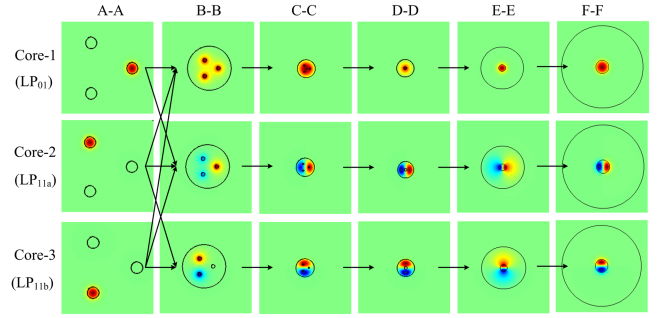 A-A B-B C-C D-D E-E F-F
Core-1
(LP01)
Core-2
(LP11a)
Core-3
(LP11b)